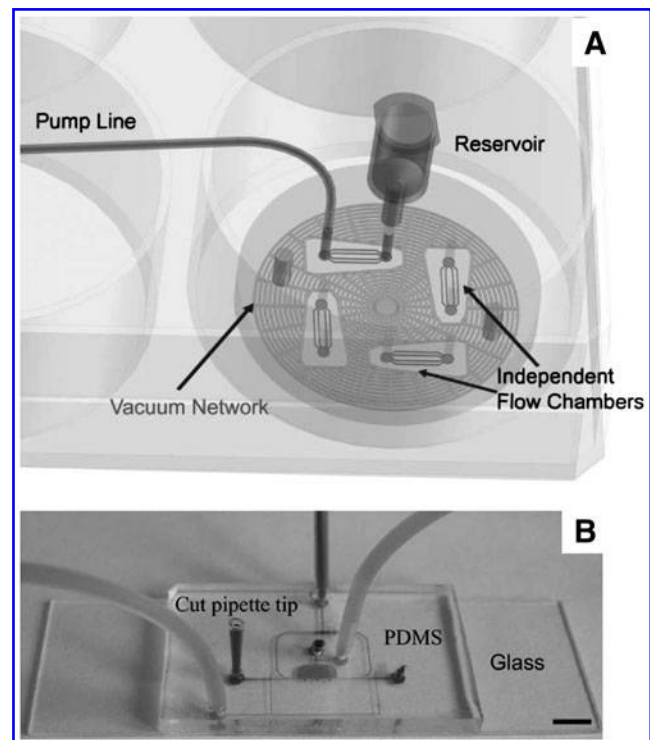 A
Pump Line
Reservoir
Vacuum Network
Independent
Flow Chambers
B
Cut pipette tip
PDMS
Glass